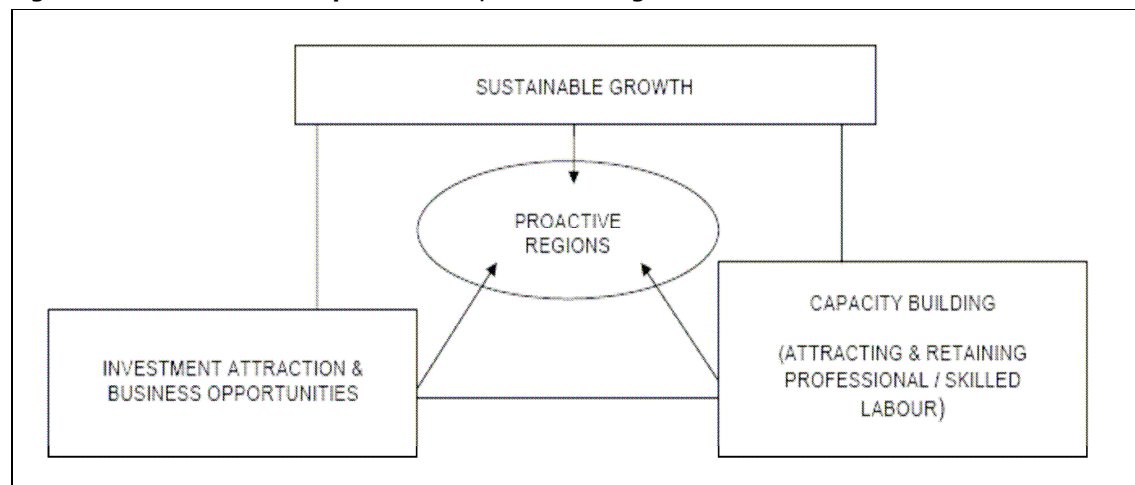 SUSTAINABLE GROWTH
PROACTIVE
REGIONS
INVESTMENT ATTRACTION &
BUSINESS OPPORTUNITIES
CAPACITY BUILDING
(ATTRACTING & RETAINING
PROFESSIONAL / SKILLED
LABOUR)